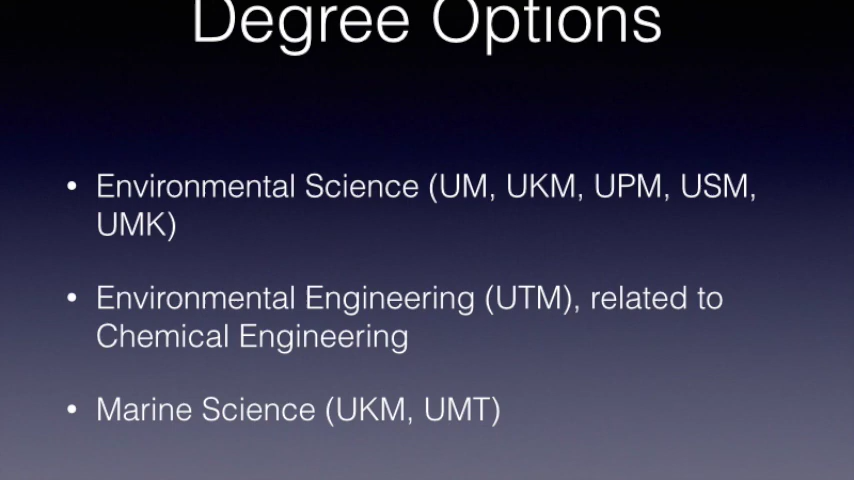 Degree Options
• Environmental Science (UM, UKM, UPM, USM,
UMK)
• Environmental Engineering (UTM), related to
Chemical Engineering
• Marine Science (UKM, UMT)